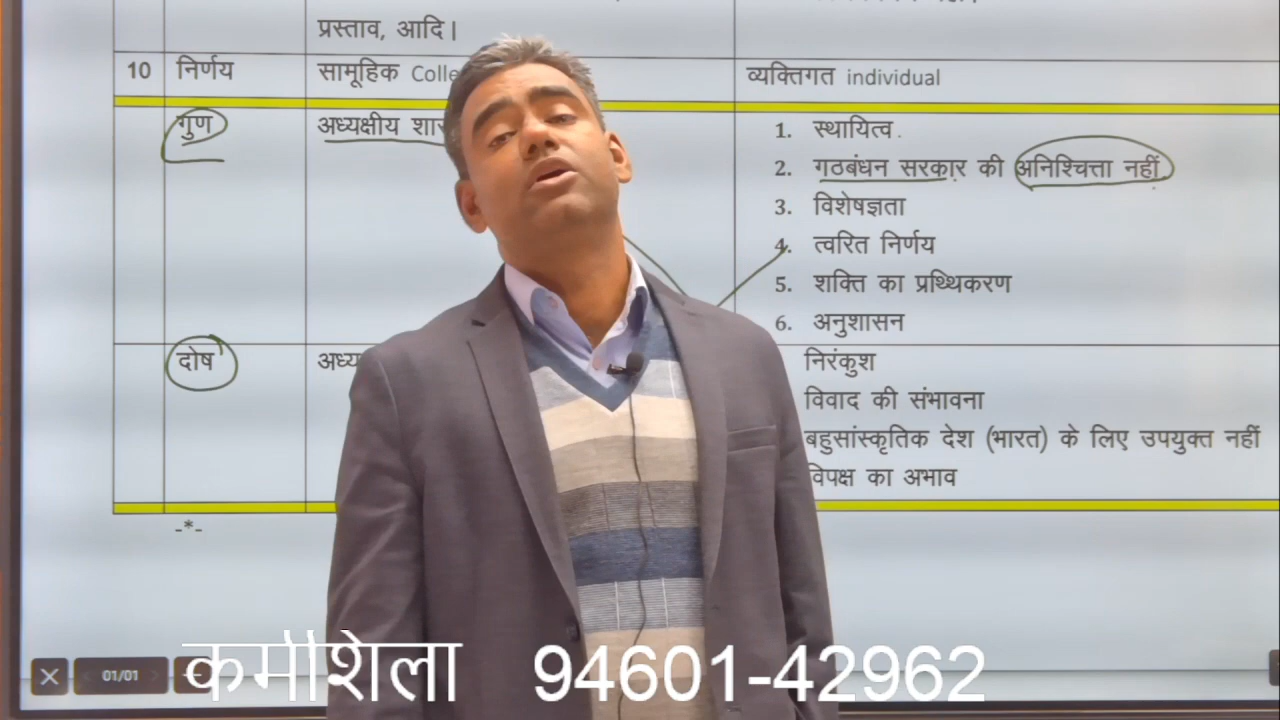 प्रस्ताव, आदि।
10 निर्णय सामूहिक Colle व्यक्तिगत individual
गुण अध्यक्षीय शास
1. स्थायित्व.
2. गठबंधन सरकार की अनिश्चित्ता नहीं
3. विशेषज्ञता
4. त्वरित निर्णय
5. शक्ति का प्रथ्थिकरण
6. अनुशासन
दोष अध्य निरंकुश
विवाद की संभावना
बहुसांस्कृतिक देश (भारत) के लिए उपयुक्त नहीं
विपक्ष का अभाव
-*-
01/01
कर्मशिला 94601-42962